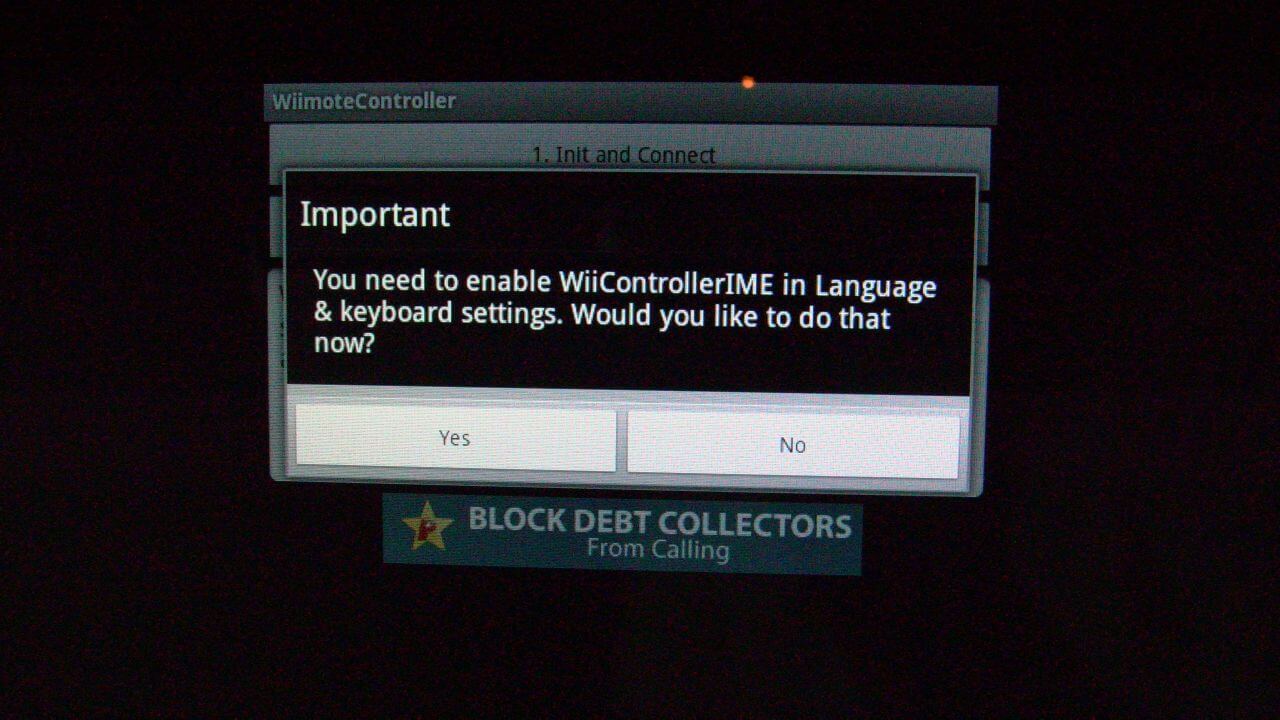 WiimoteController
1. Init and Connect
Important
You need to enable WiiControllerIME in Language
& keyboard settings. Would you like to do that
now?
Yes
No
BLOCK DEBT COLLECTORS
From Calling